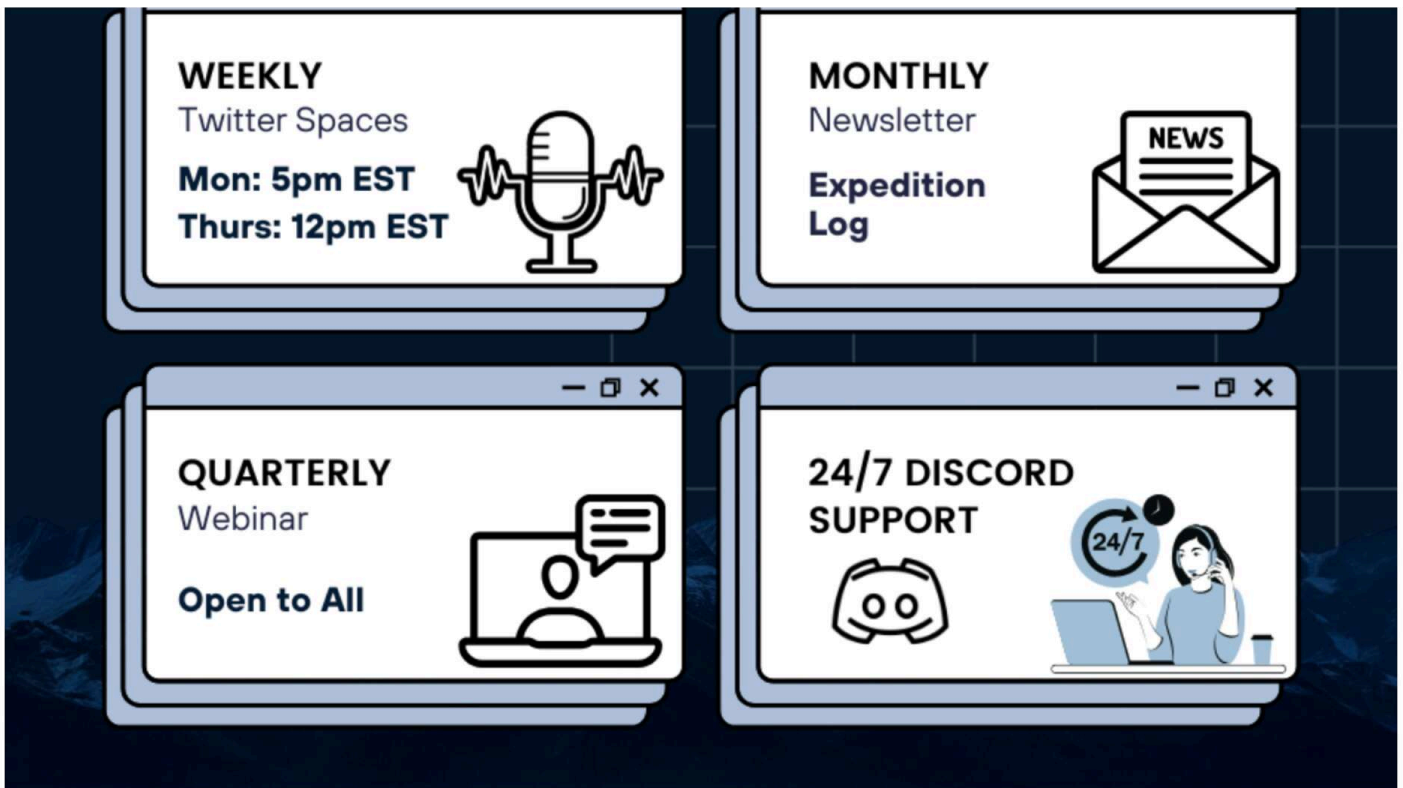 WEEKLY
Twitter Spaces
Mon: 5pm EST
Thurs: 12pm EST
MONTHLY
Newsletter
Expedition
Log
NEWS
QUARTERLY
Webinar
Open to All
24/7 DISCORD
SUPPORT
24/7